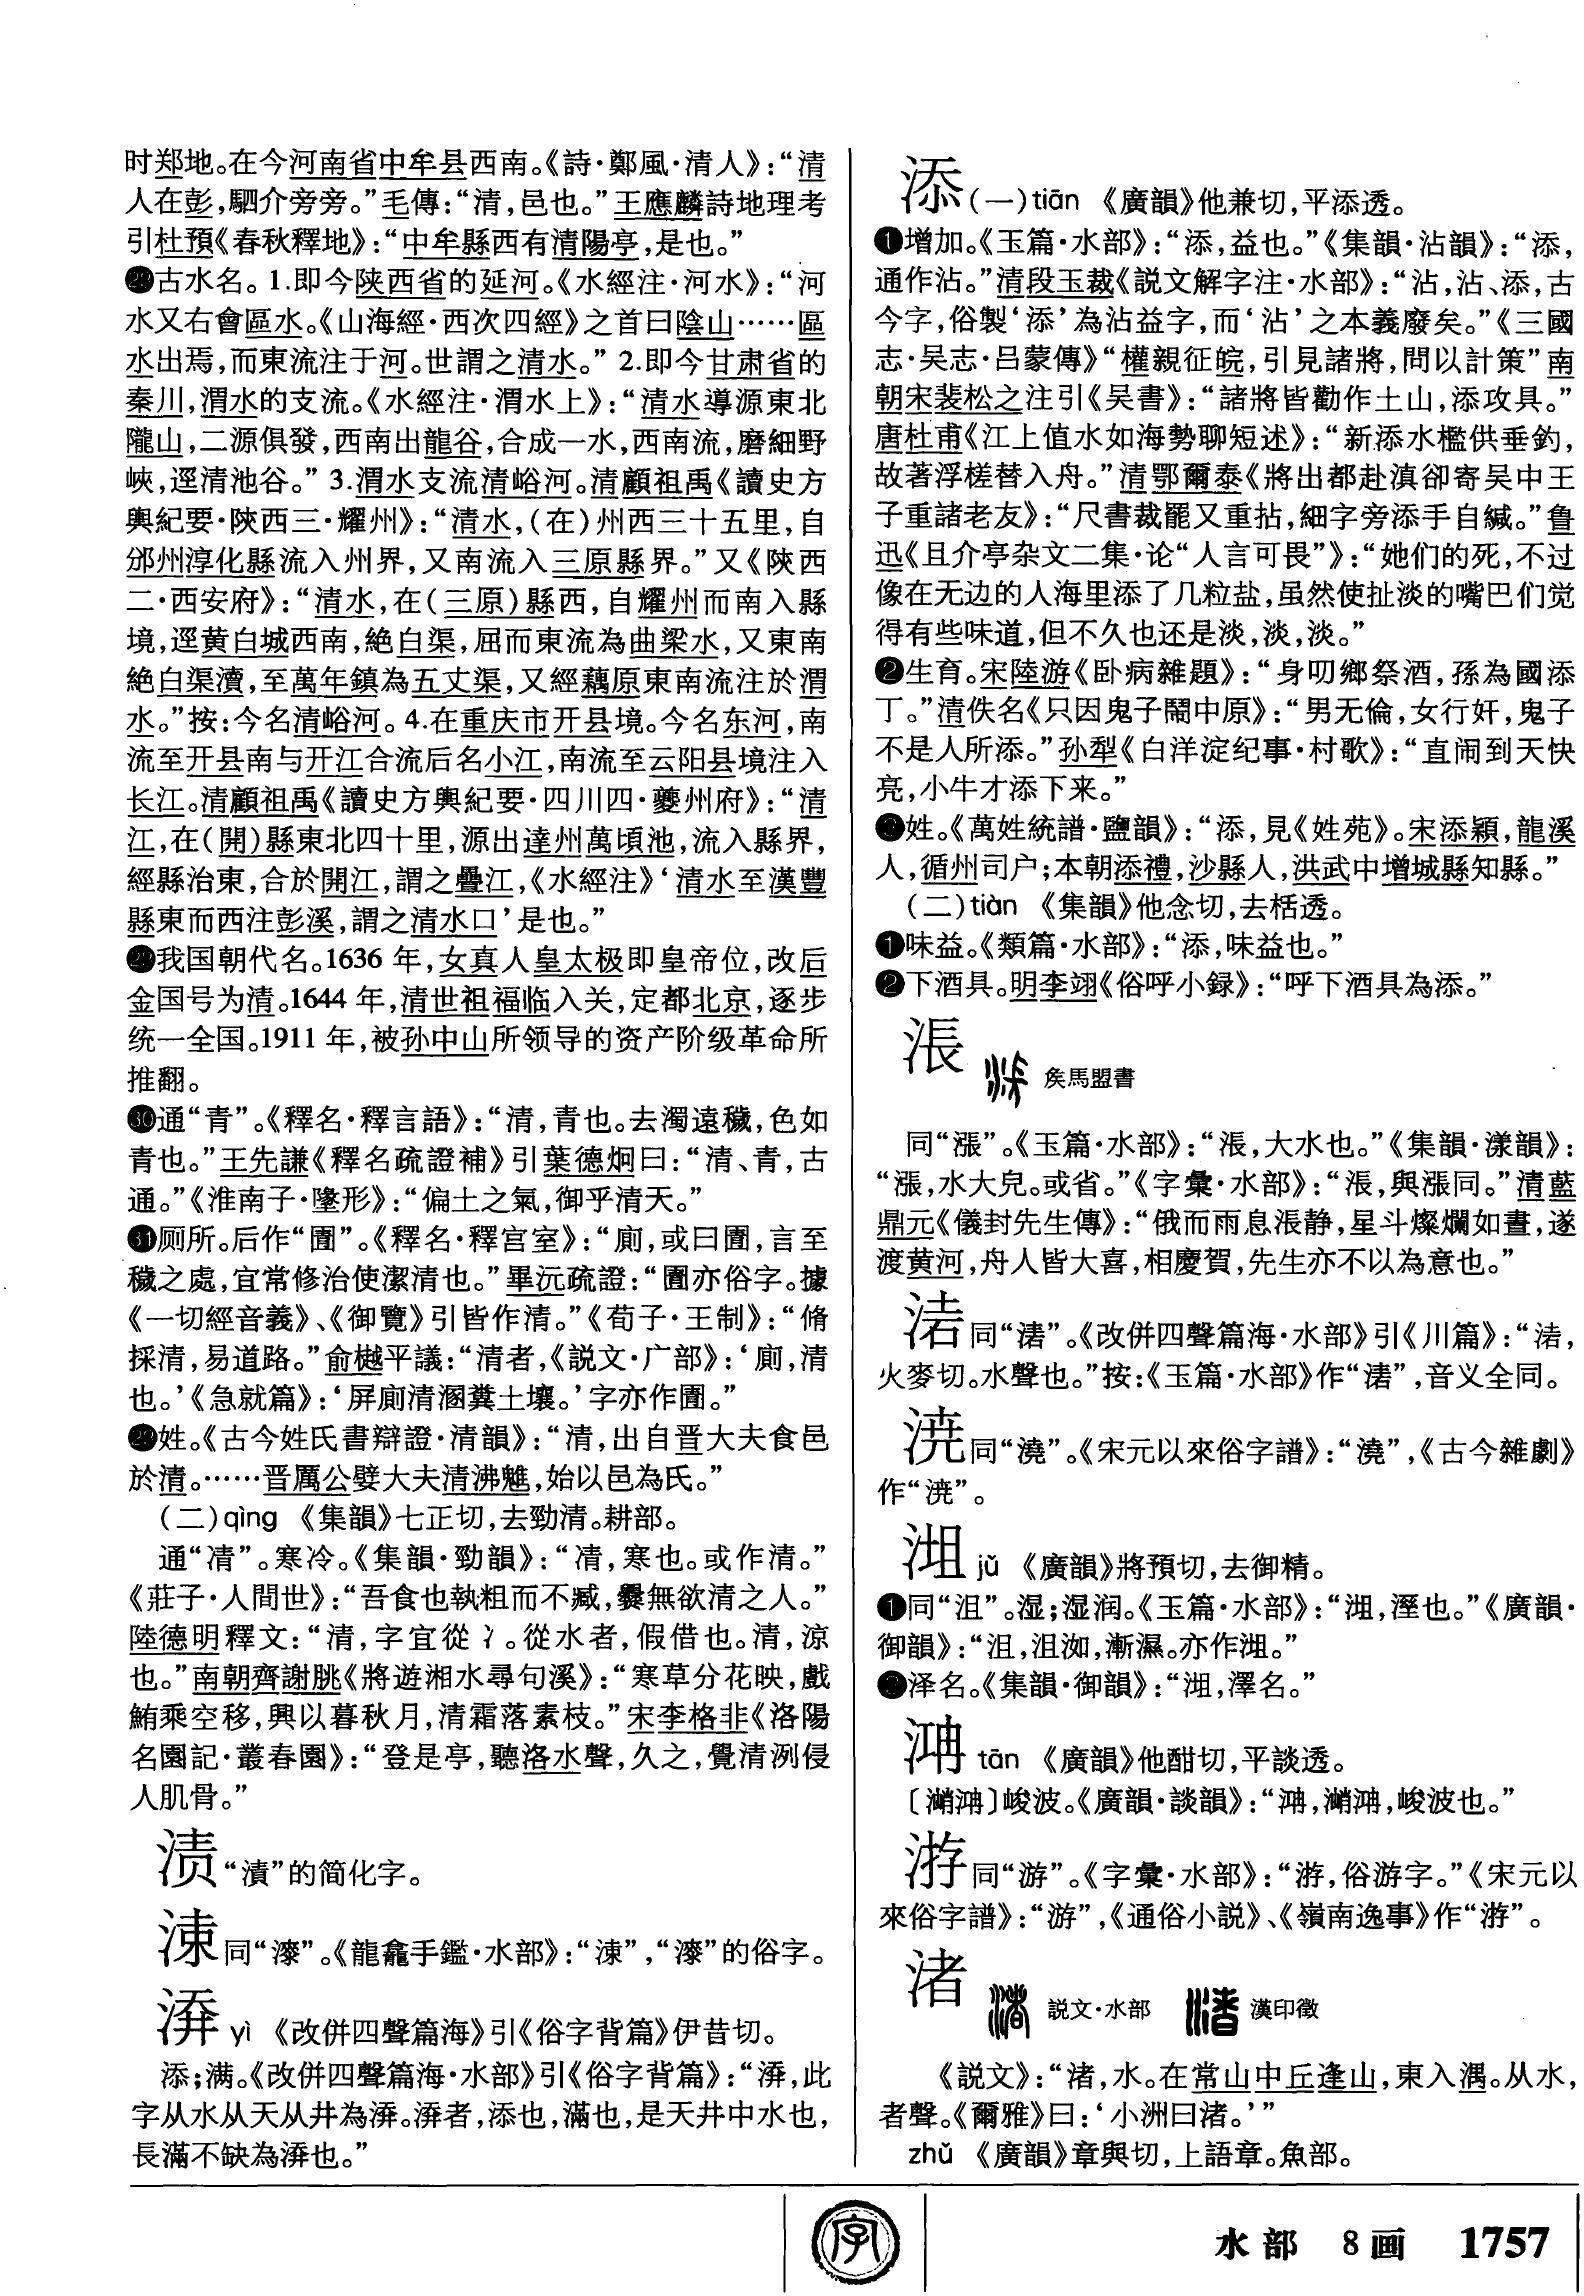 时郑地。在今河南省中牟县西南。《詩·鄭風·清人》:“清
人在彭,駟介旁旁。”毛傳:“清,邑也。”王應麟詩地理考
引杜預《春秋釋地》:“中牟縣西有清陽亭,是也。”
㉘古水名。1.即今陕西省的延河。《水經注·河水》:“河
水又右會區水。《山海經·西次四經》之首曰陰山……區
水出焉,而東流注于河。世謂之清水。” 2.即今甘肃省的
秦川,渭水的支流。《水經注·渭水上》:“清水導源東北
隴山,二源俱發,西南出龍谷,合成一水,西南流,磨細野
峽,逕清池谷。” 3.渭水支流清峪河。清顧祖禹《讀史方
輿紀要·陝西三·耀州》:“清水,(在)州西三十五里,自
邠州淳化縣流入州界,又南流入三原縣界。”又《陝西
二·西安府》:“清水,在(三原)縣西,自耀州而南入縣
境,逕黄白城西南,絶白渠,屈而東流為曲梁水,又東南
絶白渠瀆,至萬年鎮為五丈渠,又經藕原東南流注於渭
水。”按:今名清峪河。4.在重庆市开县境。今名东河,南
流至开县南与开江合流后名小江,南流至云阳县境注入
长江。清顧祖禹《讀史方輿紀要·四川四·夔州府》:“清
江,在(開)縣東北四十里,源出達州萬頃池,流入縣界,
經縣治東,合於開江,謂之疊江,《水經注》‘清水至漢豐
縣東而西注彭溪,謂之清水口’是也。”
㉙我国朝代名。1636年,女真人皇太极即皇帝位,改后
金国号为清。1644年,清世祖福临入关,定都北京,逐步
统一全国。1911年,被孙中山所领导的资产阶级革命所
推翻。
㉚通“青”。《釋名·釋言語》:“清,青也。去濁遠穢,色如
青也。”王先謙《釋名疏證補》引葉德炯曰:“清、青,古
通。”《淮南子·墬形》:“偏土之氣,御乎清天。”
㉛厕所。后作“圊”。《釋名·釋宫室》:“廁,或曰圊,言至
穢之處,宜常修治使潔清也。”畢沅疏證:“圊亦俗字。據
《一切經音義》、《御覽》引皆作清。”《荀子·王制》:“脩
採清,易道路。”俞樾平議:“清者,《説文·广部》:‘廁,清
也。’《急就篇》:‘屏廁清溷糞土壤。’字亦作圊。”
㉜姓。《古今姓氏書辯證·清韻》:“清,出自晋大夫食邑
於清。……晋厲公嬖大夫清沸魋,始以邑為氏。”
(二)qìng 《集韻》七正切,去勁清。耕部。
通“凊”。寒冷。《集韻·勁韻》:“凊,寒也。或作清。”
《莊子·人間世》:“吾食也執粗而不臧,爨無欲清之人。”
陸德明釋文:“清,字宜從冫。從水者,假借也。清,涼
也。”南朝齊謝朓《將遊湘水尋句溪》:“寒草分花映,戲
鮪乘空移,興以暮秋月,清霜落素枝。”宋李格非《洛陽
名園記·叢春園》:“登是亭,聽洛水聲,久之,覺清洌侵
人肌骨。”
渍“漬”的简化字。
涷同“漆”。《龍龕手鑑·水部》:“涷”,“漆”的俗字。
yì 《改併四聲篇海》引《俗字背篇》伊昔切。
添;满。《改併四聲篇海·水部》引《俗字背篇》:“,此
字从水从天从井為。者,添也,滿也,是天井中水也,
長滿不缺為也。”
添(一)tiān 《廣韻》他兼切,平添透。
❶增加。《玉篇·水部》:“添,益也。”《集韻·沾韻》:“添,
通作沾。”清段玉裁《説文解字注·水部》:“沾,沾、添,古
今字,俗製‘添’為沾益字,而‘沾’之本義廢矣。”《三國
志·吴志·吕蒙傳》“權親征皖,引見諸將,問以計策”南
朝宋裴松之注引《吴書》:“諸將皆勸作土山,添攻具。”
唐杜甫《江上值水如海勢聊短述》:“新添水檻供垂釣,
故著浮槎替入舟。”清鄂爾泰《將出都赴滇卻寄吴中王
子重諸老友》:“尺書裁罷又重拈,細字旁添手自緘。”鲁
迅《且介亭杂文二集·论“人言可畏”》:“她们的死,不过
像在无边的人海里添了几粒盐,虽然使扯淡的嘴巴们觉
得有些味道,但不久也还是淡,淡,淡。”
❷生育。宋陸游《卧病雜題》:“身叨鄉祭酒,孫為國添
丁。”清佚名《只因鬼子鬧中原》:“男无倫,女行奸,鬼子
不是人所添。”孙犁《白洋淀纪事·村歌》:“直闹到天快
亮,小牛才添下来。”
❸姓。《萬姓統譜·鹽韻》:“添,見《姓苑》。宋添穎,龍溪
人,循州司户;本朝添禮,沙縣人,洪武中增城縣知縣。”
(二)tiàn 《集韻》他念切,去栝透。
❶味益。《類篇·水部》:“添,味益也。”
❷下酒具。明李翊《俗呼小録》:“呼下酒具為添。”
涱 矦馬盟書
同“漲”。《玉篇·水部》:“涱,大水也。”《集韻·漾韻》:
“漲,水大皃。或省。”《字彙·水部》:“涱,與漲同。”清藍
鼎元《儀封先生傳》:“俄而雨息涱静,星斗燦爛如晝,遂
渡黄河,舟人皆大喜,相慶賀,先生亦不以為意也。”
同“”。《改併四聲篇海·水部》引《川篇》:“,
火麥切。水聲也。”按:《玉篇·水部》作“”,音义全同。
同“澆”。《宋元以來俗字譜》:“澆”,《古今雜劇》
作“”。
jǔ 《廣韻》將預切,去御精。
❶同“沮”。湿;湿润。《玉篇·水部》:“,溼也。”《廣韻·
御韻》:“沮,沮洳,漸濕。亦作。”
❷泽名。《集韻·御韻》:“,澤名。”
tān 《廣韻》他酣切,平談透。
〔〕峻波。《廣韻·談韻》:“,,峻波也。”
同“游”。《字彙·水部》:“,俗游字。”《宋元以
來俗字譜》:“游”,《通俗小説》、《嶺南逸事》作“”。
渚 説文·水部 漢印徵
《説文》:“渚,水。在常山中丘逢山,東入湡。从水,
者聲。《爾雅》曰:‘小洲曰渚。’”
zhǔ 《廣韻》章與切,上語章。魚部。
字
水部 8画 1757